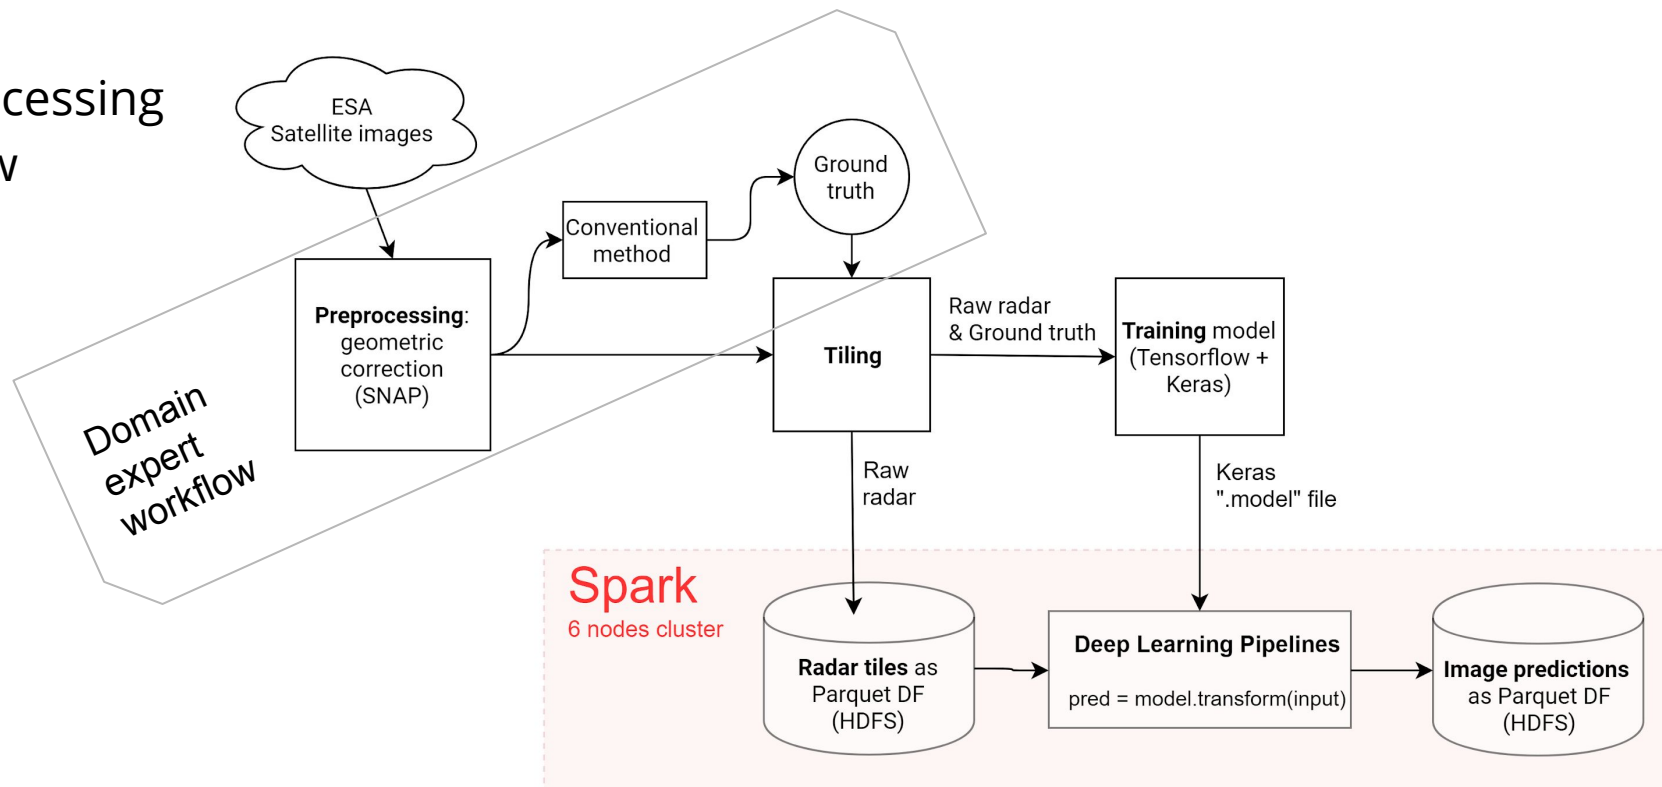 cessing
w
ESA
Satellite images
Ground
truth
Conventional
method
Preprocessing:
geometric
correction
(SNAP)
Tiling
Raw radar
& Ground truth
Training model
(Tensorflow +
Keras)
Domain
expert
workflow
Raw
radar
Keras
".model" file
Spark
6 nodes cluster
Radar tiles as
Parquet DF
(HDFS)
Deep Learning Pipelines
pred = model.transform(input)
Image predictions
as Parquet DF
(HDFS)